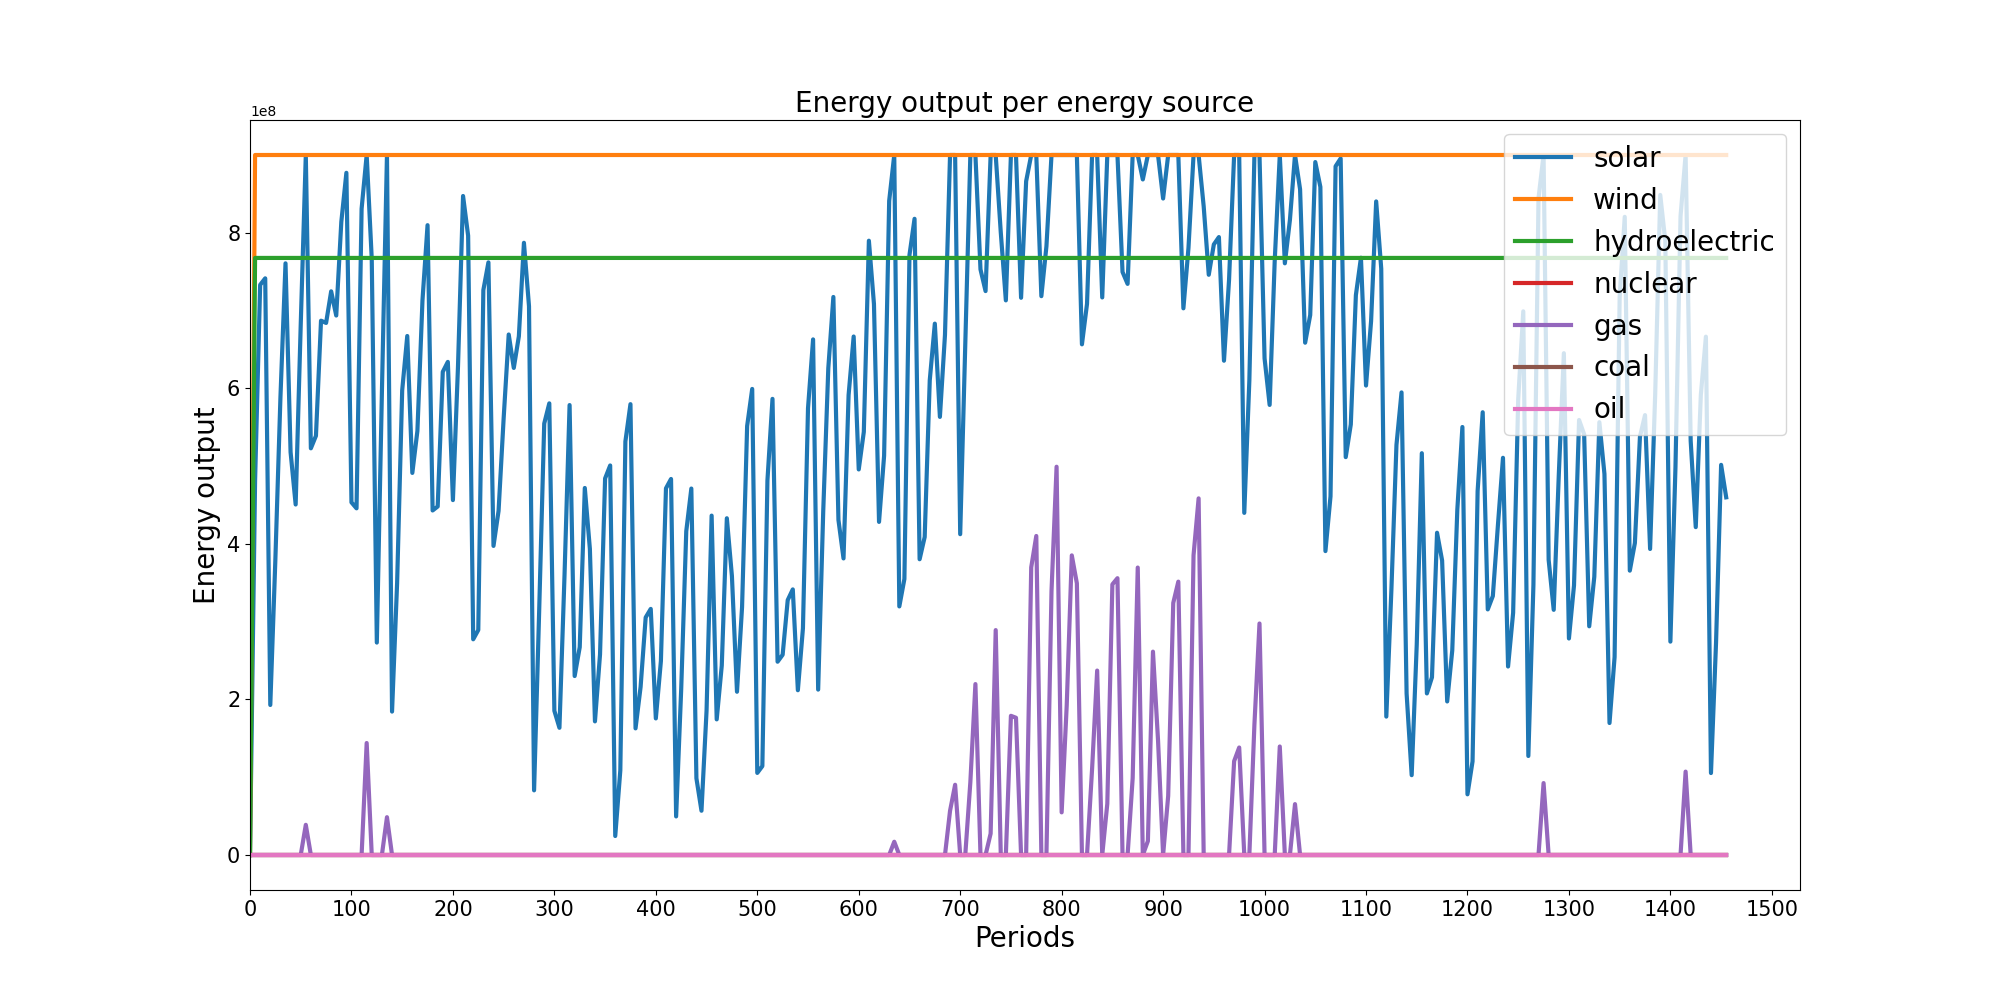 Energy output per energy source
1e8
solar
wind
hydroelectric
nuclear
gas
coal
oil
Energy output
8
6
4
2
0
0 100 200 300 400 500 600 700 800 900 1000 1100 1200 1300 1400 1500
Periods